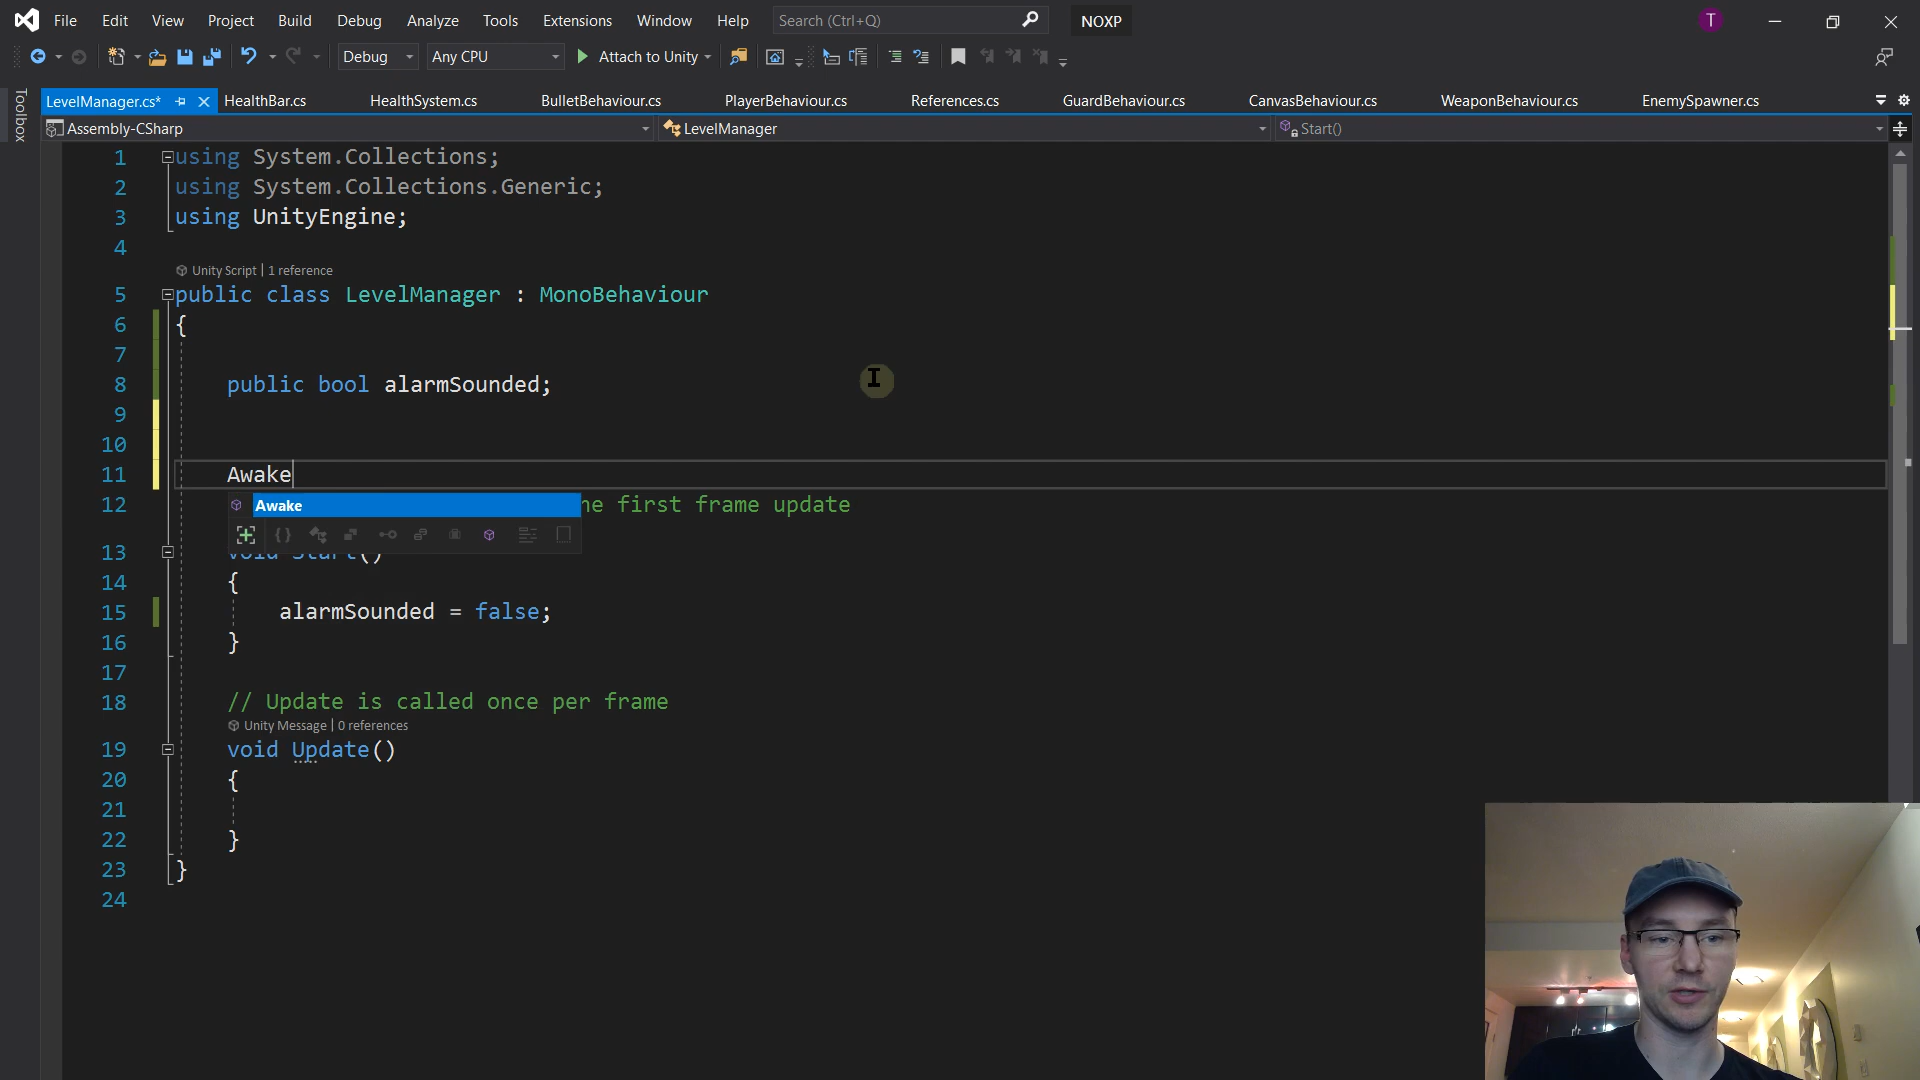 File Edit View Project Build Debug Analyze Tools Extensions Window Help Search (Ctrl+Q) NOXP T
Debug Any CPU Attach to Unity
Toolbox
LevelManager.cs* HealthBar.cs HealthSystem.cs BulletBehaviour.cs PlayerBehaviour.cs References.cs GuardBehaviour.cs CanvasBehaviour.cs WeaponBehaviour.cs EnemySpawner.cs
Assembly-CSharp LevelManager Start()
1 using System.Collections;
2 using System.Collections.Generic;
3 using UnityEngine;
4
Unity Script | 1 reference
5 public class LevelManager : MonoBehaviour
6 {
7
8 public bool alarmSounded;
9
10
11 Awake
12 Awake he first frame update
13 void Start()
14 {
15 alarmSounded = false;
16 }
17
18 // Update is called once per frame
Unity Message | 0 references
19 void Update()
20 {
21
22 }
23 }
24